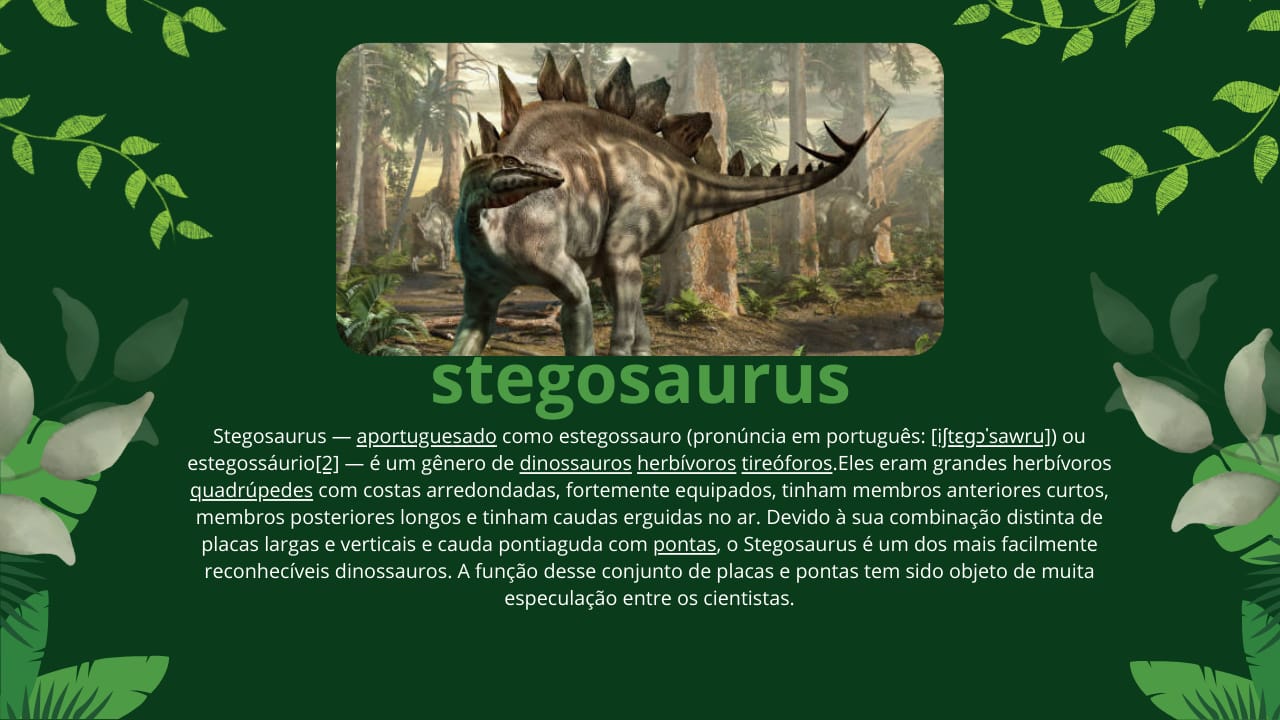 stegosaurus
Stegosaurus — aportuguesado como estegossauro (pronúncia em português: [iʃtɛɡɔˈsawru]) ou
estegossáurio[2] — é um gênero de dinossauros herbívoros tireóforos.Eles eram grandes herbívoros
quadrúpedes com costas arredondadas, fortemente equipados, tinham membros anteriores curtos,
membros posteriores longos e tinham caudas erguidas no ar. Devido à sua combinação distinta de
placas largas e verticais e cauda pontiaguda com pontas, o Stegosaurus é um dos mais facilmente
reconhecíveis dinossauros. A função desse conjunto de placas e pontas tem sido objeto de muita
especulação entre os cientistas.